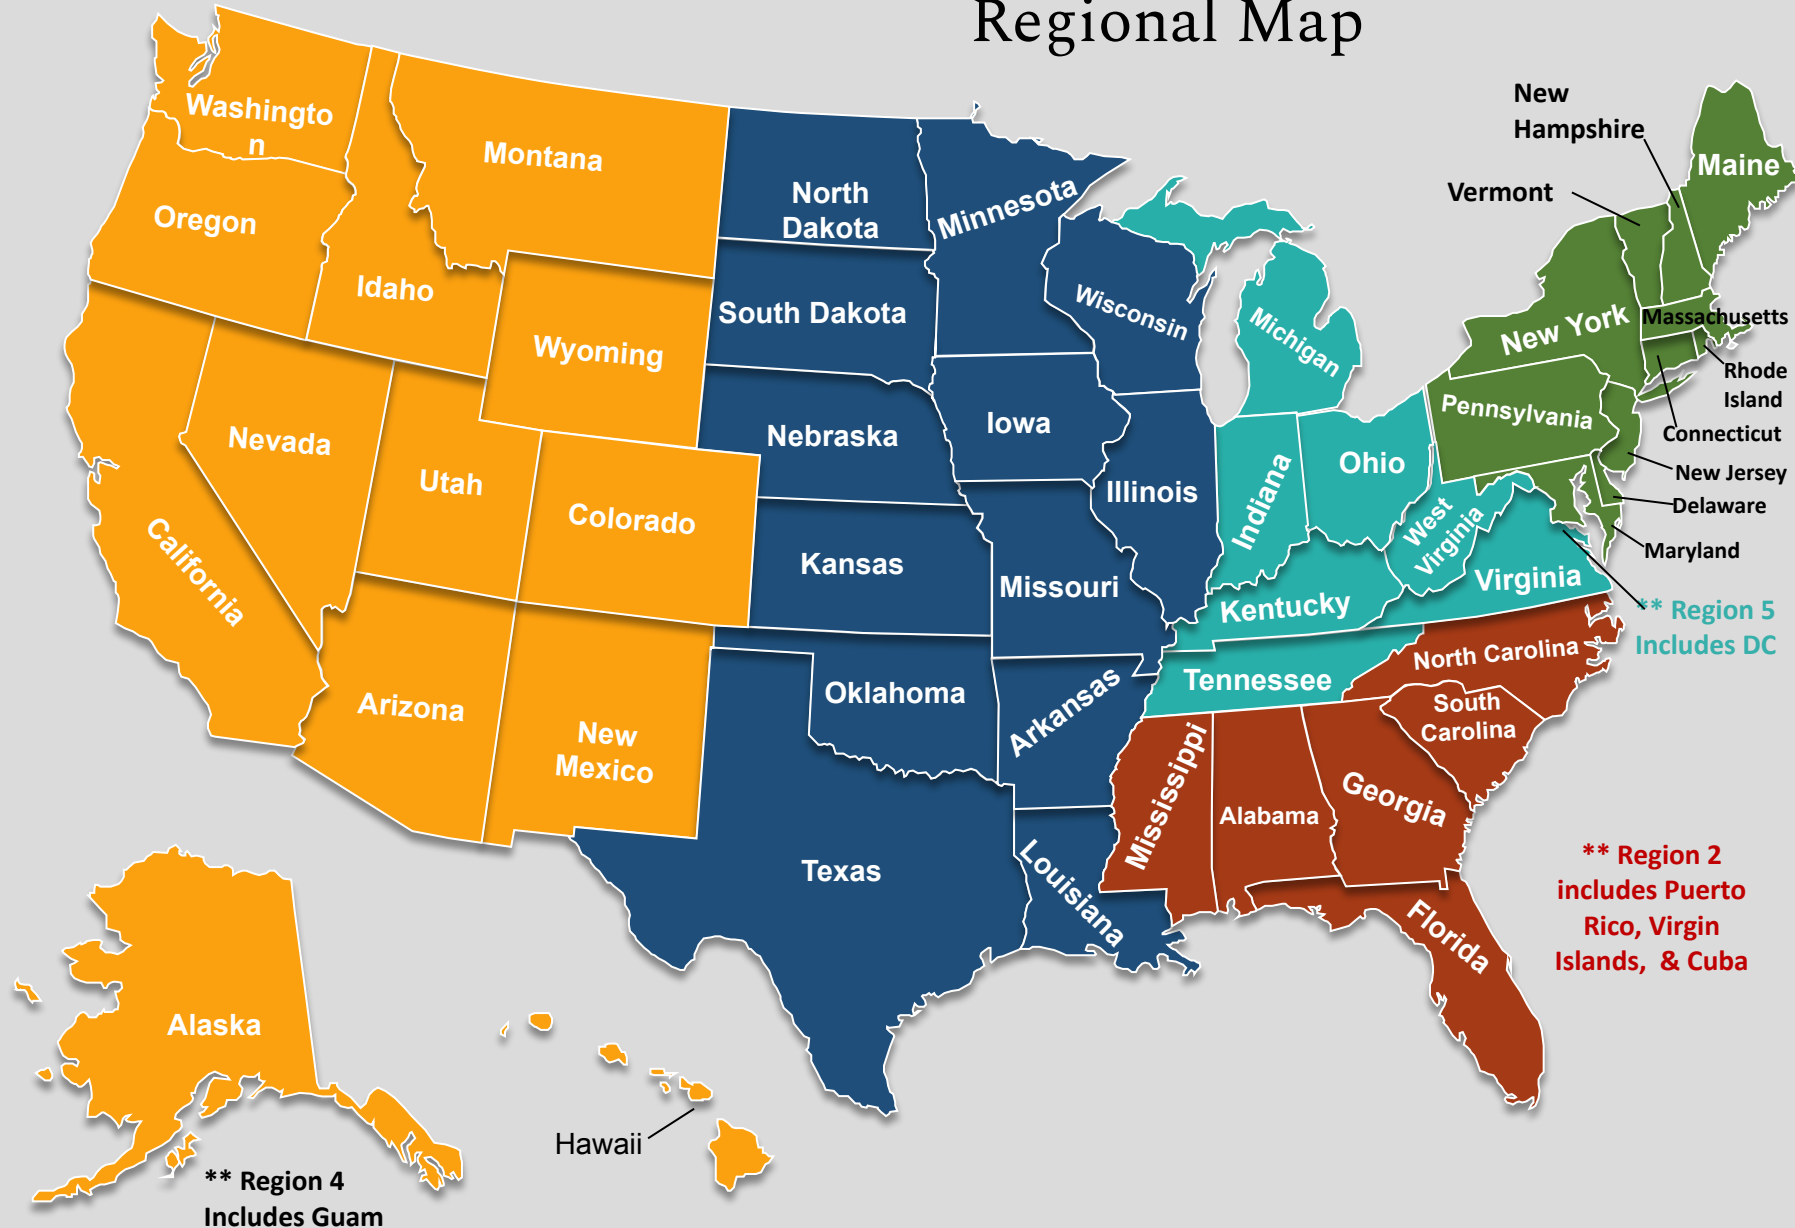 Regional Map
Washingto
n
Oregon
Montana
Idaho
Wyoming
California
Nevada
Utah
Colorado
Arizona
New
Mexico
Alaska
Hawaii
** Region 4
Includes Guam
North
Dakota
Minnesota
South Dakota
Wisconsin
Nebraska
Iowa
Illinois
Kansas
Missouri
Oklahoma
Arkansas
Texas
Louisiana
Michigan
Indiana
Ohio
West
Virginia
Virginia
Kentucky
Tennessee
** Region 5
Includes DC
North Carolina
South
Carolina
Mississippi
Alabama
Georgia
Florida
** Region 2
includes Puerto
Rico, Virgin
Islands, & Cuba
New
Hampshire
Vermont
Maine
New York
Massachusetts
Rhode
Island
Pennsylvania
Connecticut
New Jersey
Delaware
Maryland